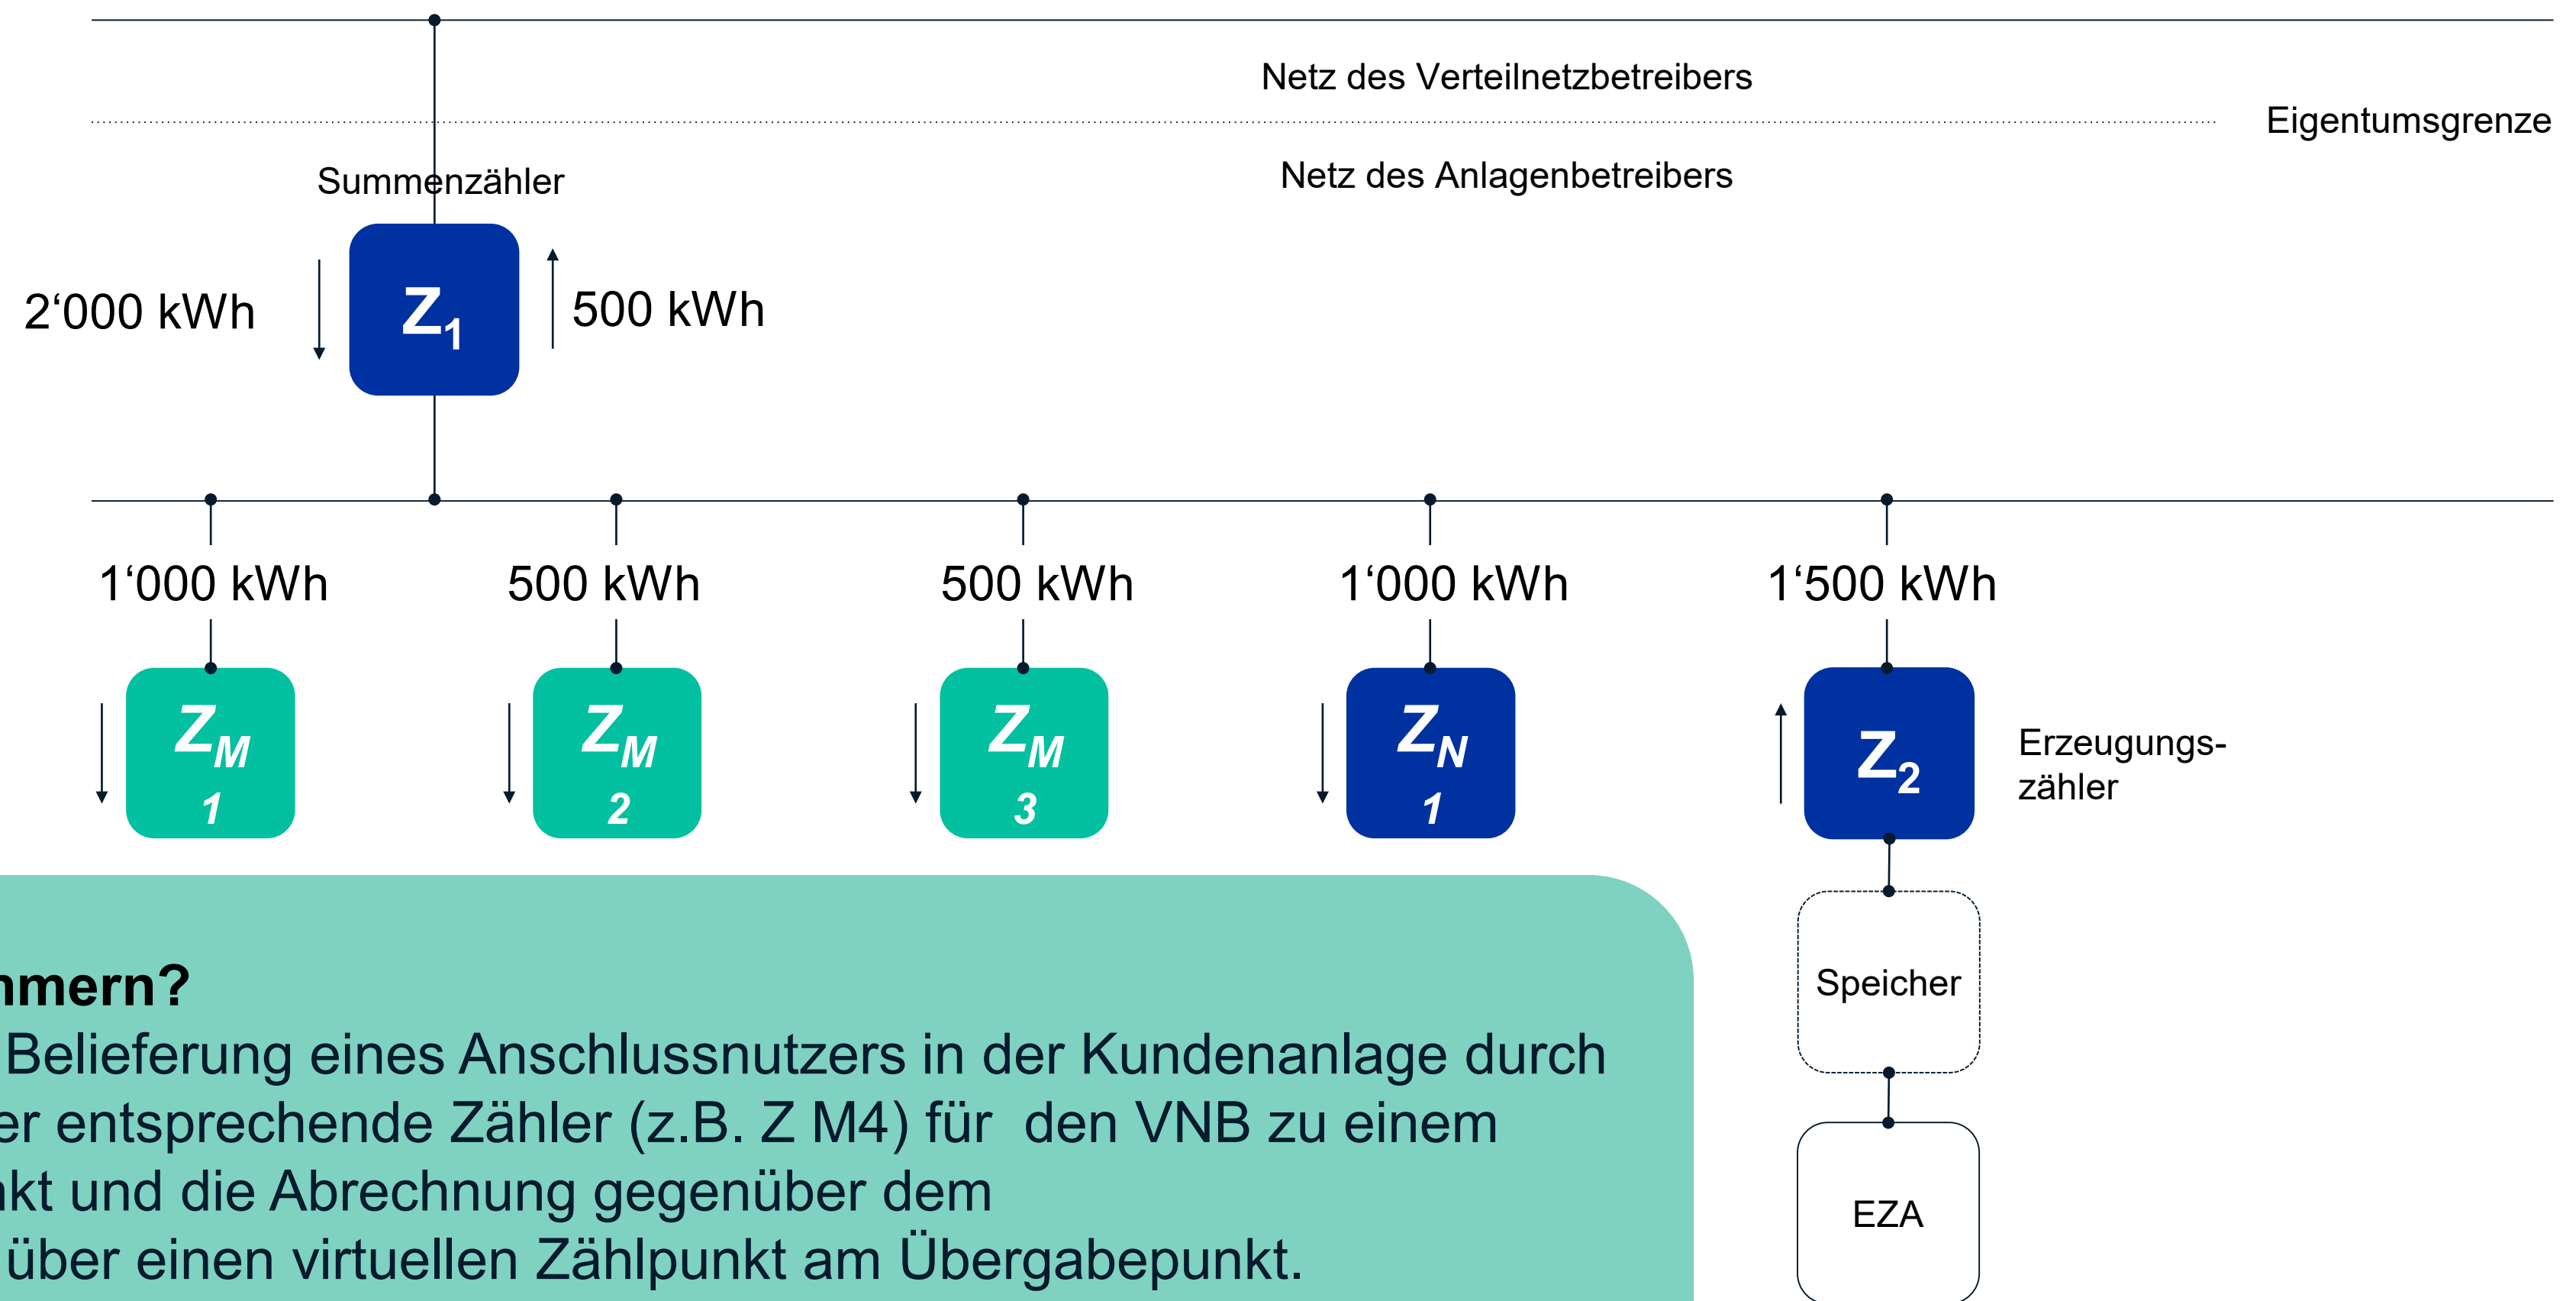 Netz des Verteilnetzbetreibers
Eigentumsgrenze
Netz des Anlagenbetreibers
Summenzähler
2‘000 kWh
Z1
500 kWh
1‘000 kWh
500 kWh
500 kWh
1‘000 kWh
1‘500 kWh
ZM
1
ZM
2
ZM
3
ZN
1
Z2
Erzeugungs-
zähler
Speicher
EZA
Belieferung eines Anschlussnutzers in der Kundenanlage durch
entsprechende Zähler (z.B. Z M4) für  den VNB zu einem
und die Abrechnung gegenüber dem
über einen virtuellen Zählpunkt am Übergabepunkt.